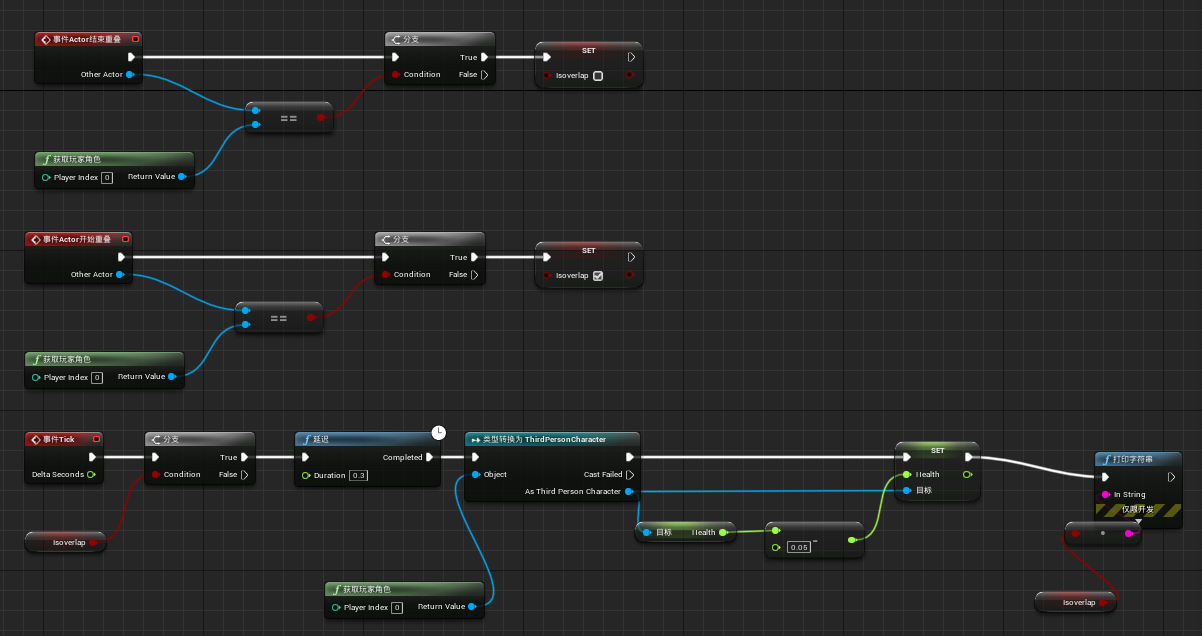 事件Actor结束重叠
Other Actor
分支
True
Condition
False
SET
Isoverlap
==
获取玩家角色
Player Index 0
Return Value
事件Actor开始重叠
Other Actor
分支
True
Condition
False
SET
Isoverlap
==
获取玩家角色
Player Index 0
Return Value
事件Tick
Delta Seconds
分支
True
Condition
False
延迟
Completed
Duration 0.3
类型转换为 ThirdPersonCharacter
Object
Cast Failed
As Third Person Character
SET
Health
目标
打印字符串
In String
仅限开发
Isoverlap
目标
Health
0.05
-
获取玩家角色
Player Index 0
Return Value
Isoverlap